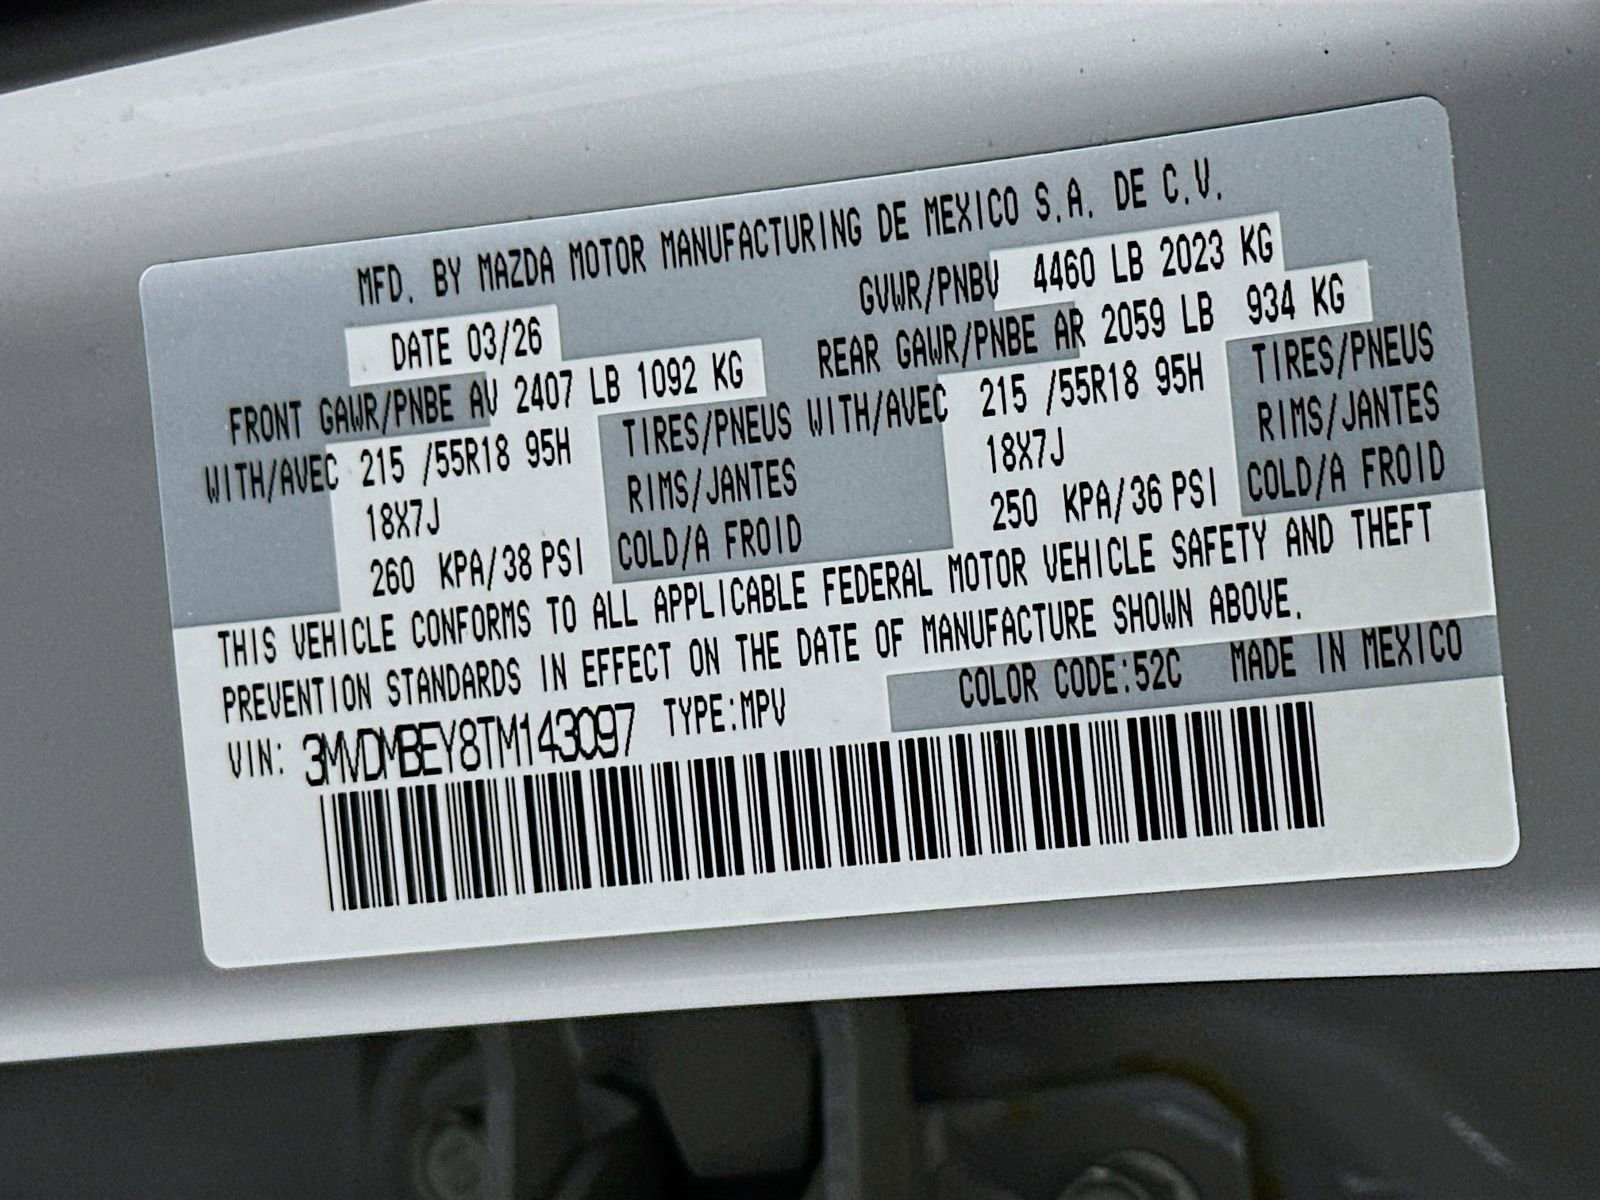 MFD. BY MAZDA MOTOR MANUFACTURING DE MEXICO S.A. DE C.V.
DATE 03/26 GVWR/PNBV 4460 LB 2023 KG
FRONT GAWR/PNBE AV 2407 LB 1092 KG REAR GAWR/PNBE AR 2059 LB 934 KG
WITH/AVEC 215 /55R18 95H TIRES/PNEUS WITH/AVEC 215 /55R18 95H TIRES/PNEUS
18X7J RIMS/JANTES 18X7J RIMS/JANTES
260 KPA/38 PSI COLD/A FROID 250 KPA/36 PSI COLD/A FROID
THIS VEHICLE CONFORMS TO ALL APPLICABLE FEDERAL MOTOR VEHICLE SAFETY AND THEFT
PREVENTION STANDARDS IN EFFECT ON THE DATE OF MANUFACTURE SHOWN ABOVE.
VIN: 3MVDMBEY8TM143097 TYPE:MPV COLOR CODE:52C MADE IN MEXICO